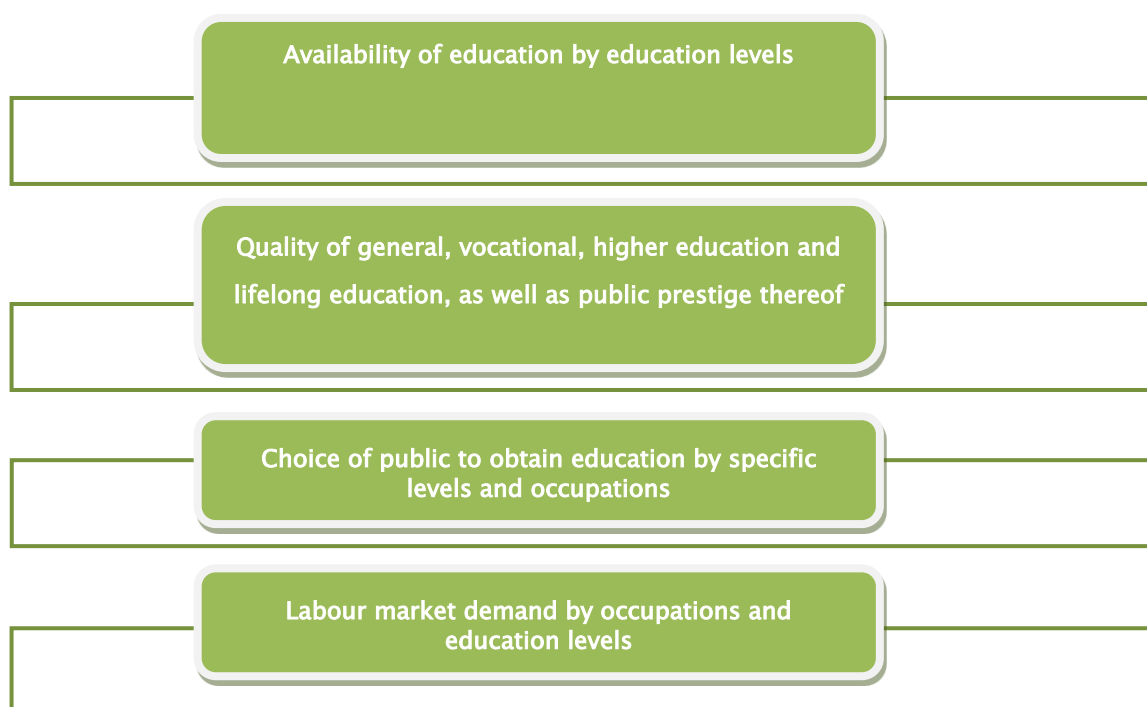 Availability of education by education levels
Quality of general, vocational, higher education and
lifelong education, as well as public prestige thereof
Choice of public to obtain education by specific
levels and occupations
Labour market demand by occupations and
education levels